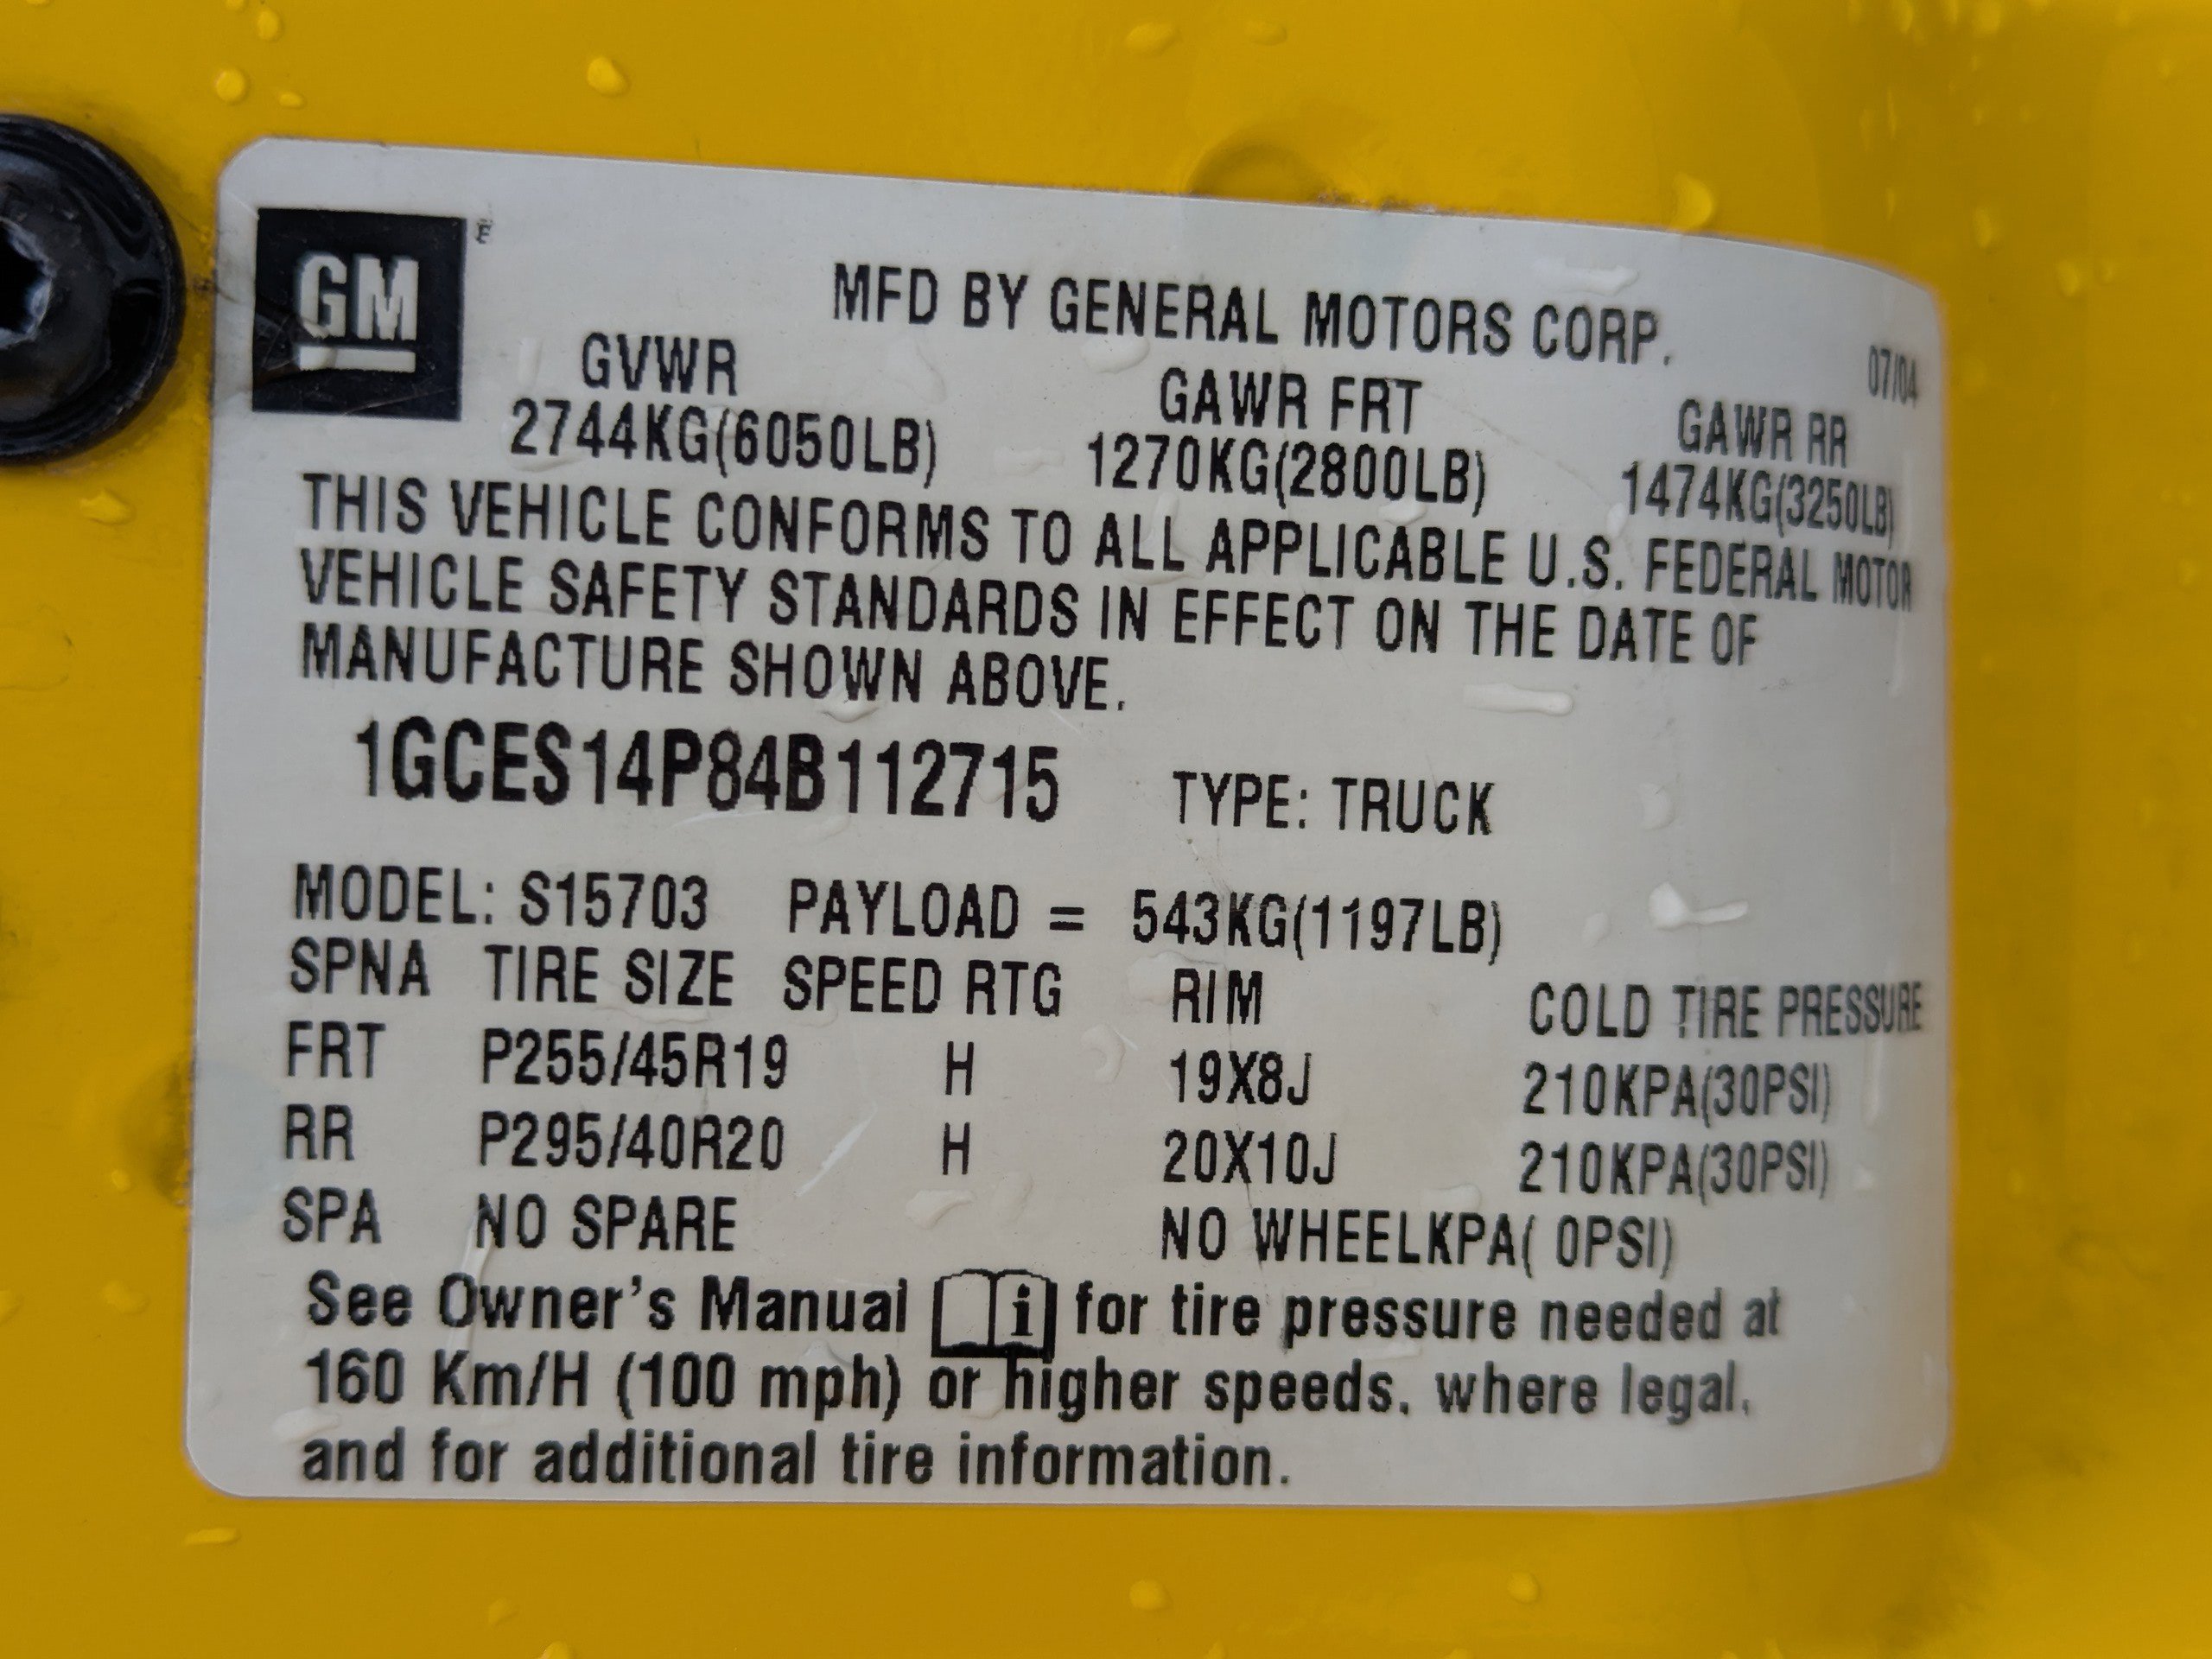 GM
MFD BY GENERAL MOTORS CORP.
07/04
GVWR GAWR FRT GAWR RR
2744KG(6050LB) 1270KG(2800LB) 1474KG(3250LB)
THIS VEHICLE CONFORMS TO ALL APPLICABLE U.S. FEDERAL MOTOR
VEHICLE SAFETY STANDARDS IN EFFECT ON THE DATE OF
MANUFACTURE SHOWN ABOVE.
1GCES14P84B112715 TYPE: TRUCK
MODEL: S15703 PAYLOAD = 543KG(1197LB)
SPNA TIRE SIZE SPEED RTG RIM COLD TIRE PRESSURE
FRT P255/45R19 H 19X8J 210KPA(30PSI)
RR P295/40R20 H 20X10J 210KPA(30PSI)
SPA NO SPARE NO WHEELKPA( 0PSI)
See Owner's Manual i for tire pressure needed at
160 Km/H (100 mph) or higher speeds, where legal,
and for additional tire information.